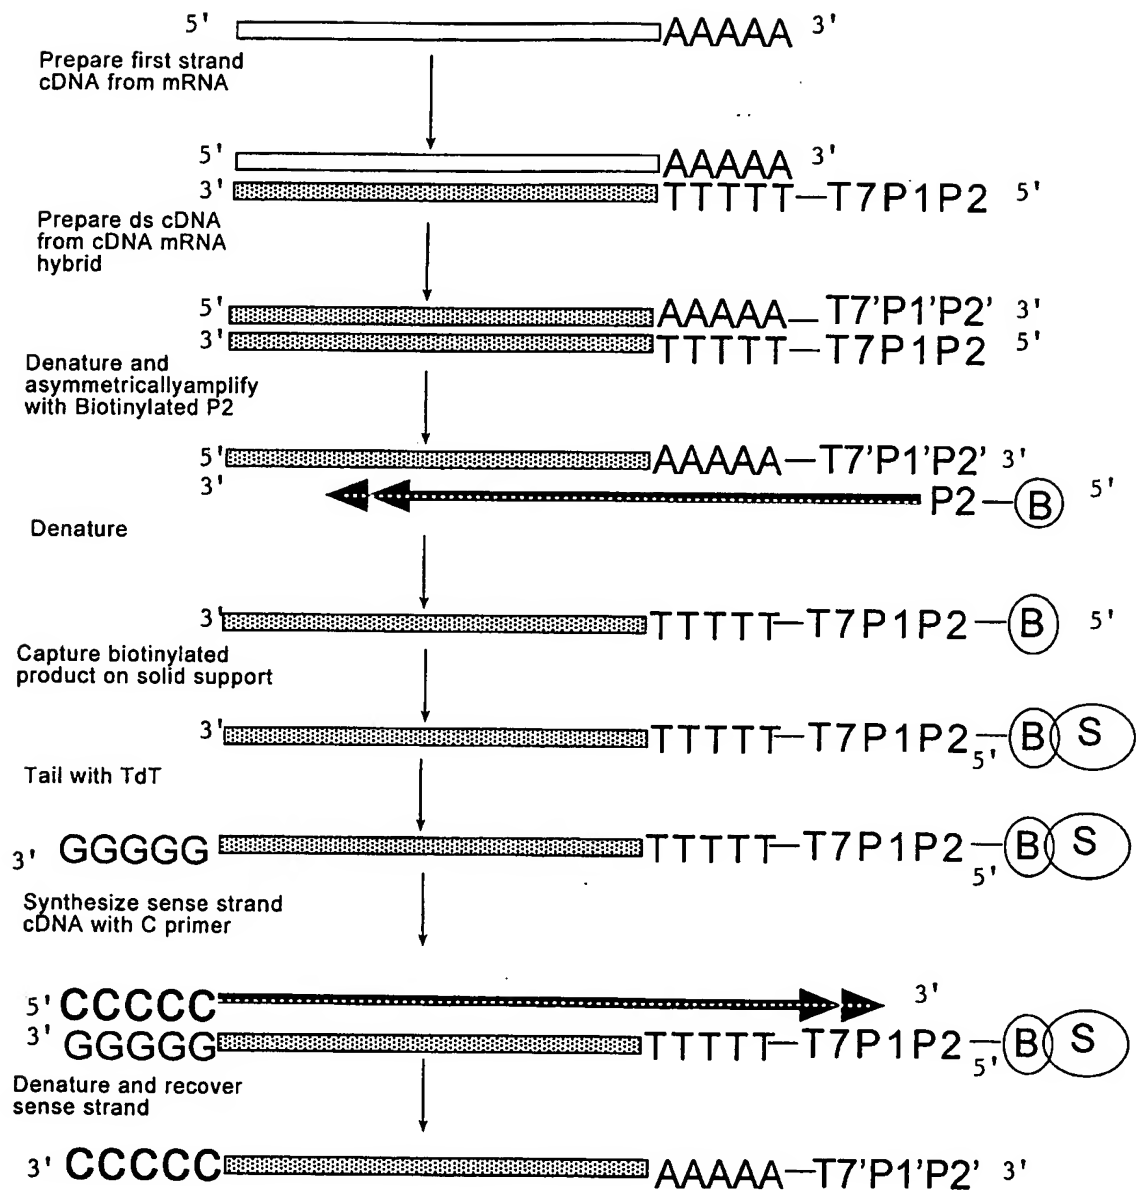 5' AAAAA 3'
Prepare first strand
cDNA from mRNA
5' AAAAA 3'
3' TTTTT—T7P1P2 5'
Prepare ds cDNA
from cDNA mRNA
hybrid
5' AAAAA— T7'P1'P2' 3'
3' TTTTT—T7P1P2 5'
Denature and
asymmetricallyamplify
with Biotinylated P2
5' AAAAA—T7'P1'P2' 3'
3' P2—B 5'
Denature
3' TTTTT—T7P1P2—B 5'
Capture biotinylated
product on solid support
3' TTTTT—T7P1P2—B S
5'
Tail with TdT
3' GGGGG TTTTT—T7P1P2—B S
5'
Synthesize sense strand
cDNA with C primer
5' CCCCC 3'
3' GGGGG TTTTT—T7P1P2—B S
5'
Denature and recover
sense strand
3' CCCCC AAAAA—T7'P1'P2' 3'